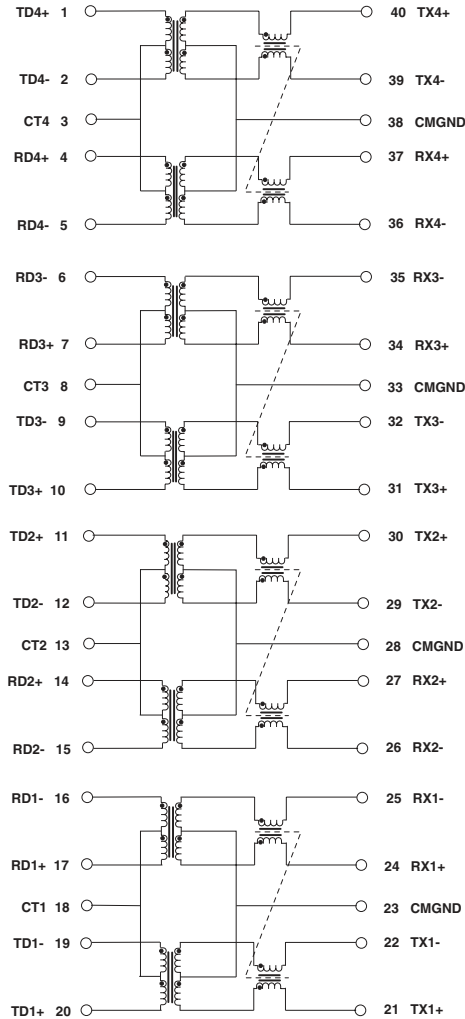 TD4+ 1 40 TX4+
TD4- 2 39 TX4-
CT4 3 38 CMGND
RD4+ 4 37 RX4+
RD4- 5 36 RX4-
RD3- 6 35 RX3-
RD3+ 7 34 RX3+
CT3 8 33 CMGND
TD3- 9 32 TX3-
TD3+ 10 31 TX3+
TD2+ 11 30 TX2+
TD2- 12 29 TX2-
CT2 13 28 CMGND
RD2+ 14 27 RX2+
RD2- 15 26 RX2-
RD1- 16 25 RX1-
RD1+ 17 24 RX1+
CT1 18 23 CMGND
TD1- 19 22 TX1-
TD1+ 20 21 TX1+